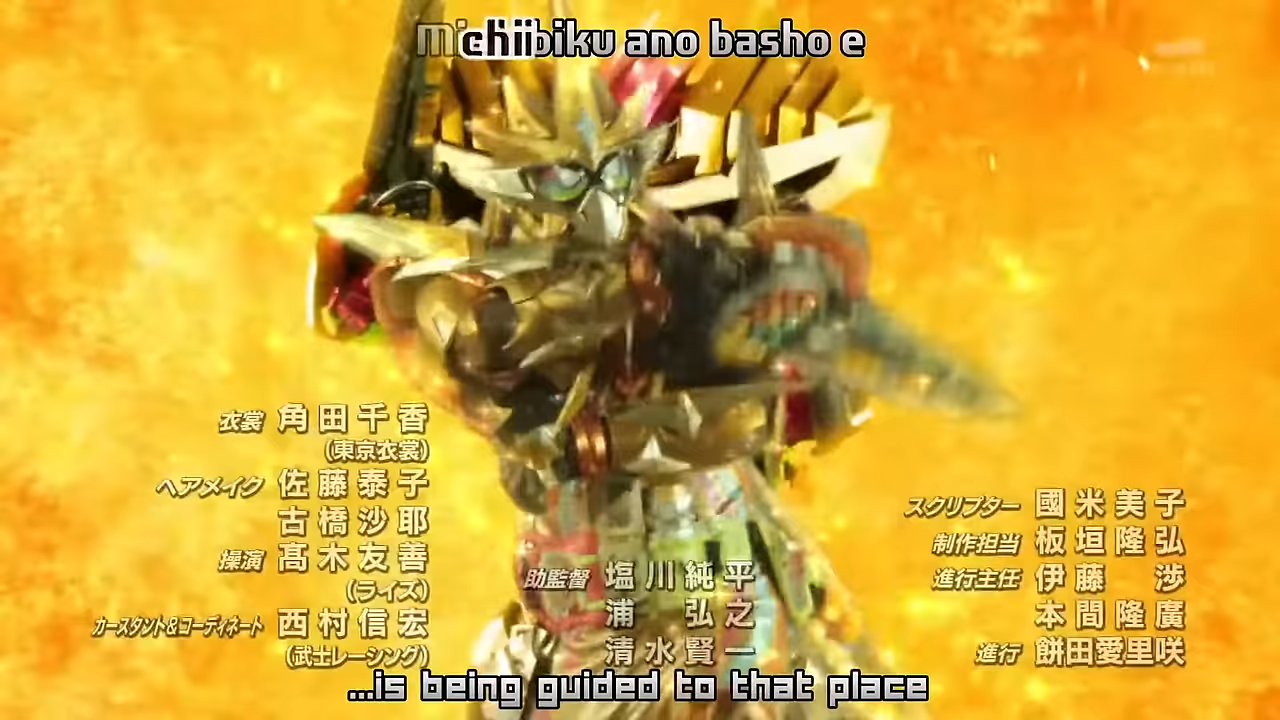 Michibiku ano basho e
衣裳 角田千香
(東京衣裳)
ヘアメイク 佐藤泰子
古橋沙耶
操演 髙木友善
(ライズ)
カースタント&コーディネート 西村信宏
(武士レーシング)
助監督 塩川純平
浦 弘之
清水賢一
スクリプター 國米美子
制作担当 板垣隆弘
進行主任 伊藤 渉
本間隆廣
進行 餅田愛里咲
...is being guided to that place